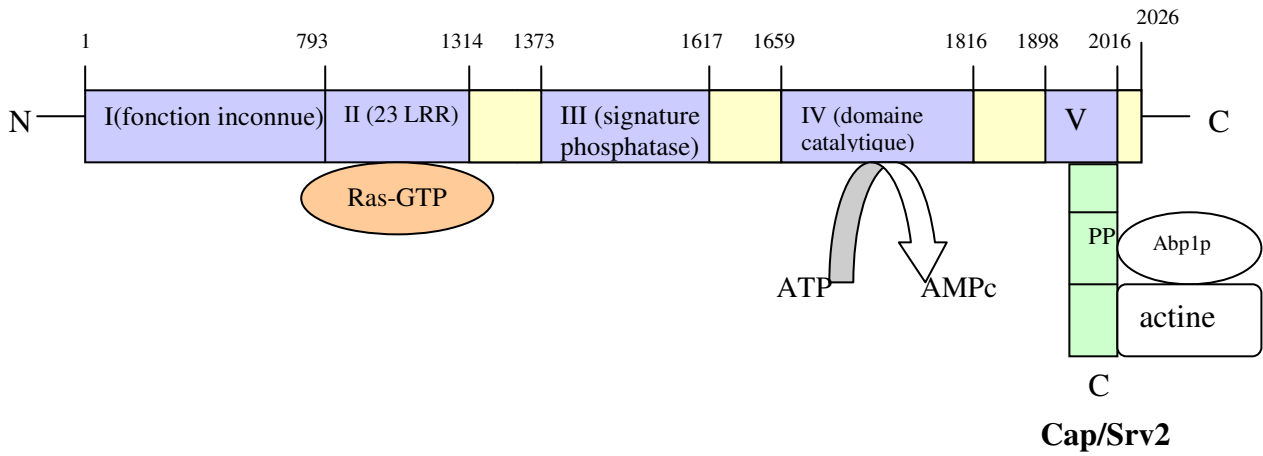 2026
1 793 1314 1373 1617 1659 1816 1898 2016
N I(fonction inconnue) II (23 LRR) III (signature phosphatase) IV (domaine catalytique) V C
Ras-GTP
ATP AMPc
PP Abp1p
actine
C
Cap/Srv2